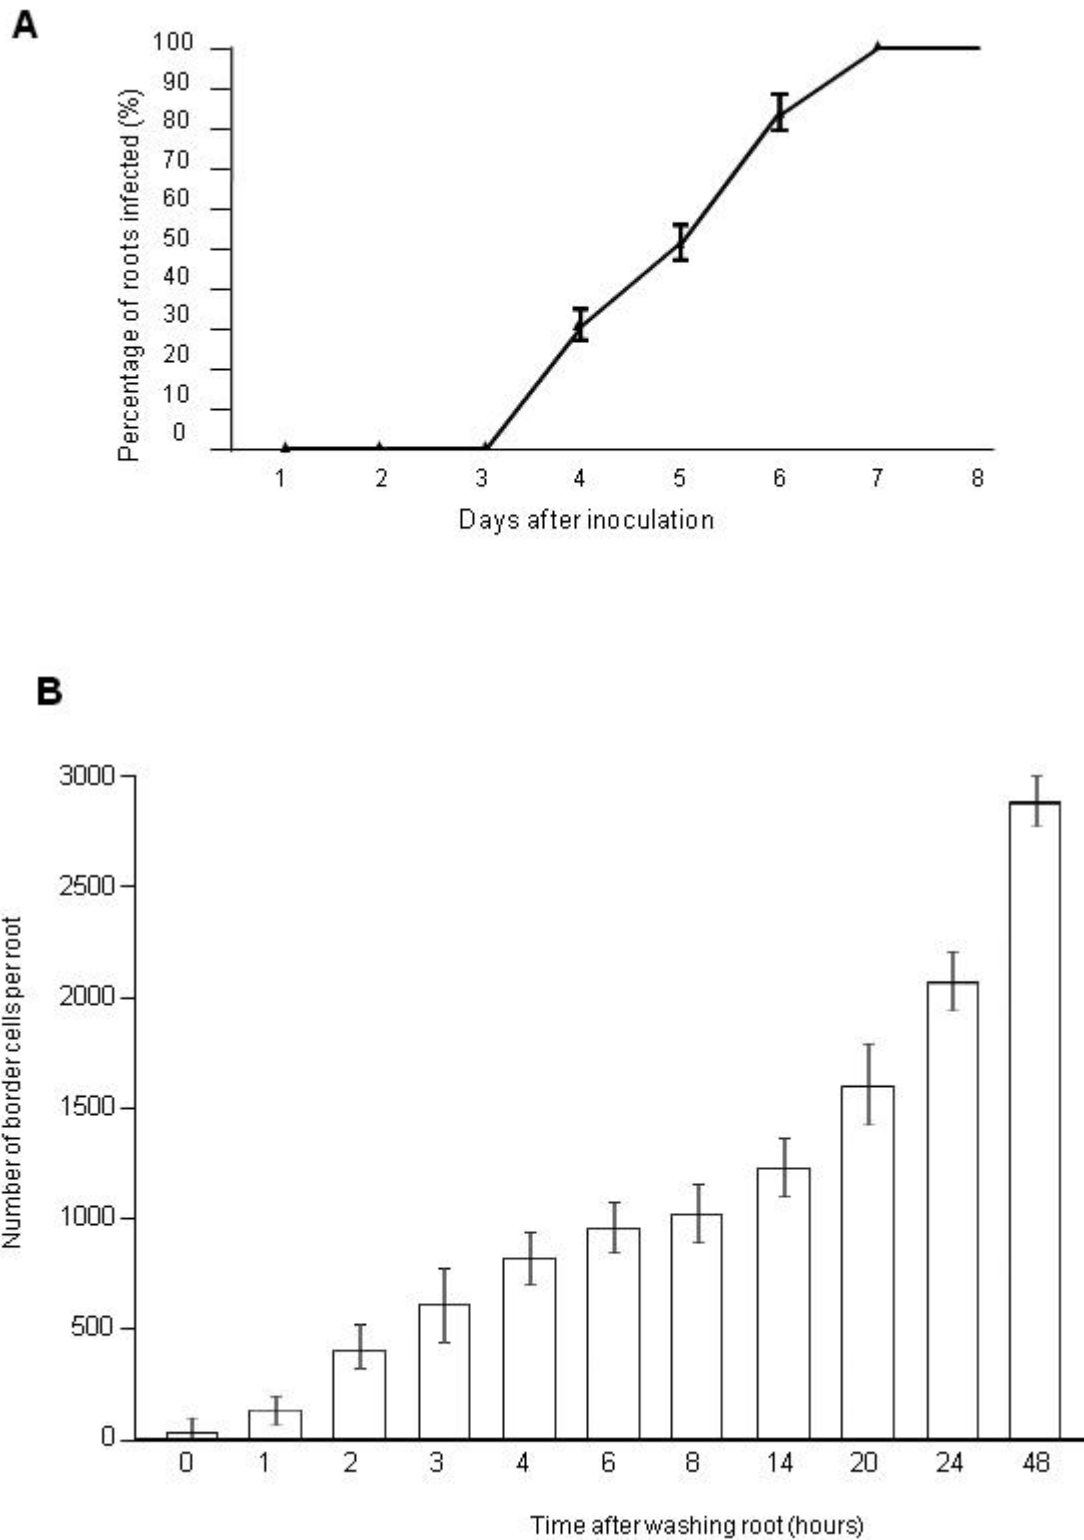 A
Percentage of roots infected (%)
100
90
80
70
60
50
40
30
20
10
0
1 2 3 4 5 6 7 8
Days after inoculation
B
Number of border cells per root
3000
2500
2000
1500
1000
500
0
0 1 2 3 4 6 8 14 20 24 48
Time after washing root (hours)